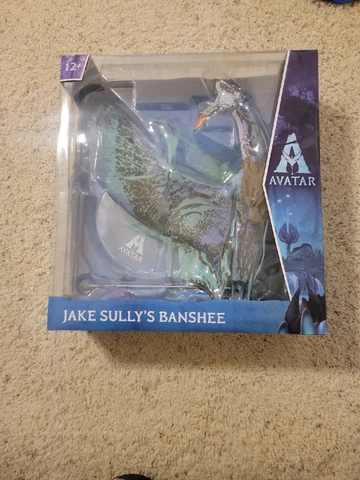 12+
AVATAR
AVATAR
JAKE SULLY'S BANSHEE